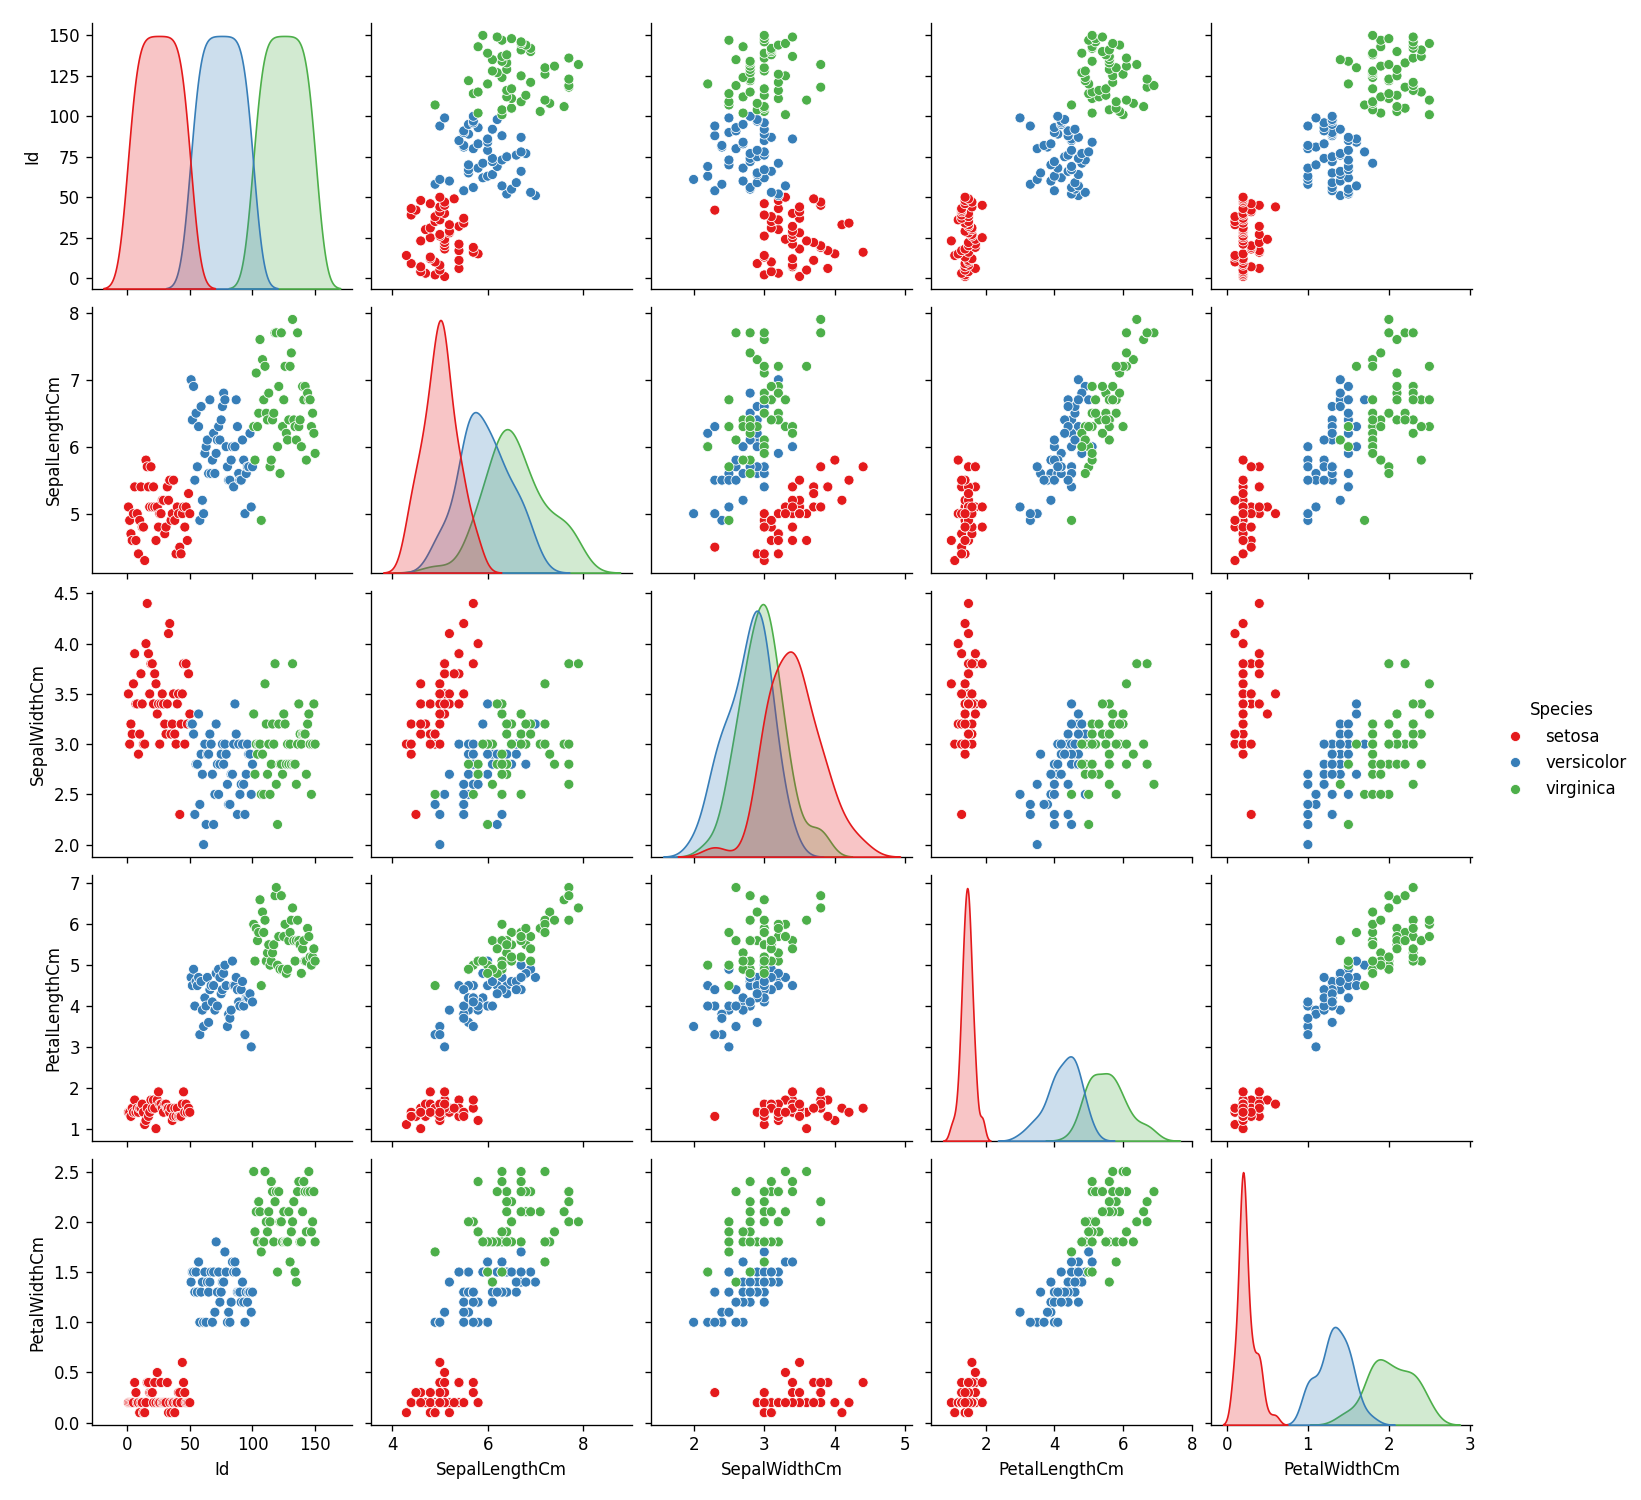 150
125
100
75
50
25
0
Id
8
7
6
5
SepalLengthCm
4.5
4.0
3.5
3.0
2.5
2.0
SepalWidthCm
Species
setosa
versicolor
virginica
7
6
5
4
3
2
1
PetalLengthCm
2.5
2.0
1.5
1.0
0.5
0.0
PetalWidthCm
0 50 100 150
Id
4 6 8
SepalLengthCm
2 3 4 5
SepalWidthCm
2 4 6 8
PetalLengthCm
0 1 2 3
PetalWidthCm